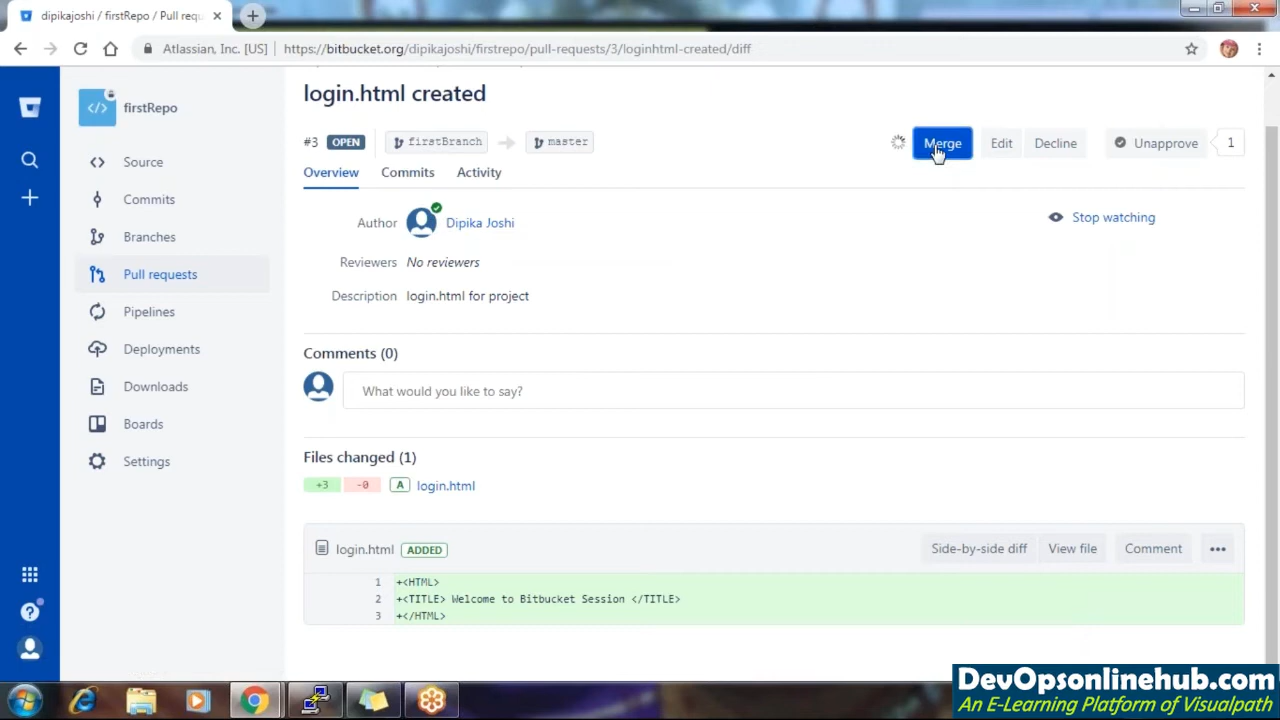 dipikajoshi / firstRepo / Pull requ
Atlassian, Inc. [US]
https://bitbucket.org/dipikajoshi/firstrepo/pull-requests/3/loginhtml-created/diff
firstRepo
Source
Commits
Branches
Pull requests
Pipelines
Deployments
Downloads
Boards
Settings
login.html created
#3 OPEN firstBranch master
Merge Edit Decline Unapprove 1
Overview Commits Activity
Author Dipika Joshi
Stop watching
Reviewers No reviewers
Description login.html for project
Comments (0)
What would you like to say?
Files changed (1)
+3 -0 A login.html
login.html ADDED
Side-by-side diff View file Comment
1 +<HTML>
2 +<TITLE> Welcome to Bitbucket Session </TITLE>
3 +</HTML>
DevOpsonlinehub.com
An E-Learning Platform of Visualpath